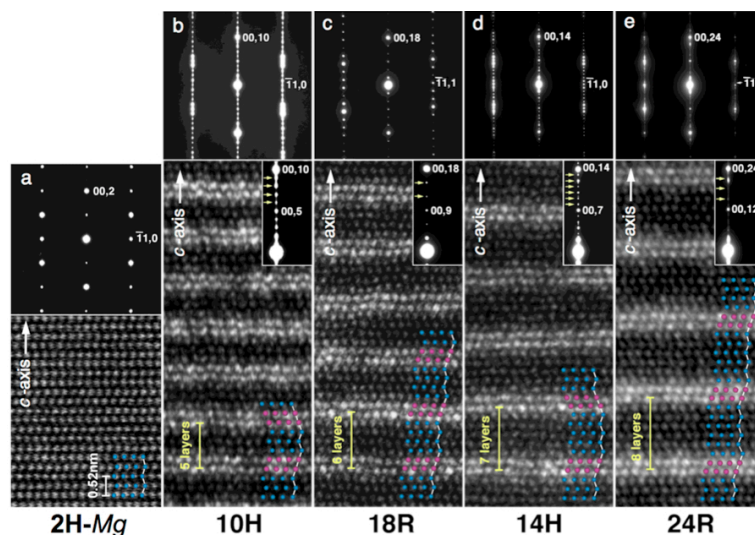 a
00,2
1̄1,0
c-axis
0.52nm
2H-Mg
b
00,10
1̄1,0
c-axis
00,10
00,5
5 layers
10H
c
00,18
1̄1,1
00,18
00,9
6 layers
18R
d
00,14
1̄1,0
c-axis
00,14
00,7
7 layers
14H
e
00,24
-1̄1
c-axis
00,24
00,12
8 layers
24R